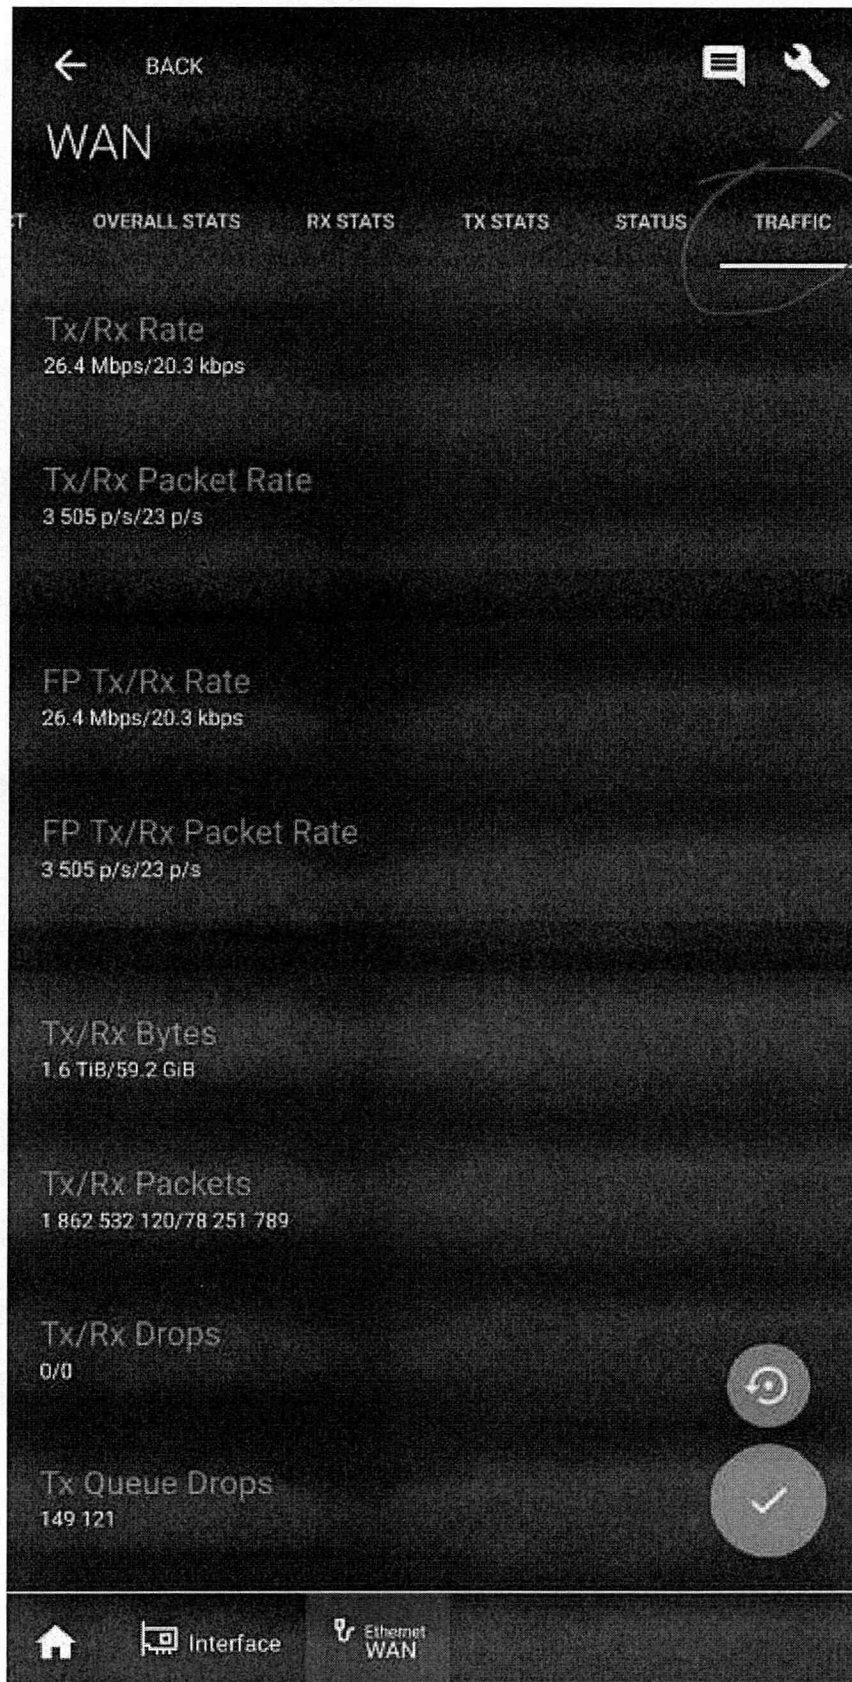 BACK
WAN
CT OVERALL STATS RX STATS TX STATS STATUS TRAFFIC
Tx/Rx Rate
26.4 Mbps/20.3 kbps
Tx/Rx Packet Rate
3 505 p/s/23 p/s
FP Tx/Rx Rate
26.4 Mbps/20.3 kbps
FP Tx/Rx Packet Rate
3 505 p/s/23 p/s
Tx/Rx Bytes
1.6 TiB/59.2 GiB
Tx/Rx Packets
1 862 532 120/78 251 789
Tx/Rx Drops
0/0
Tx Queue Drops
149 121
Interface
Ethernet
WAN